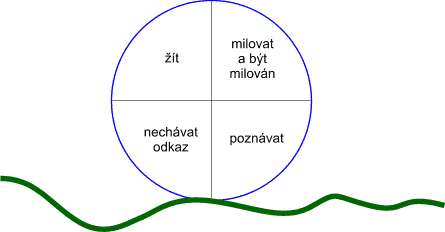 žít
milovat
a být
milován
nechávat
odkaz
poznávat